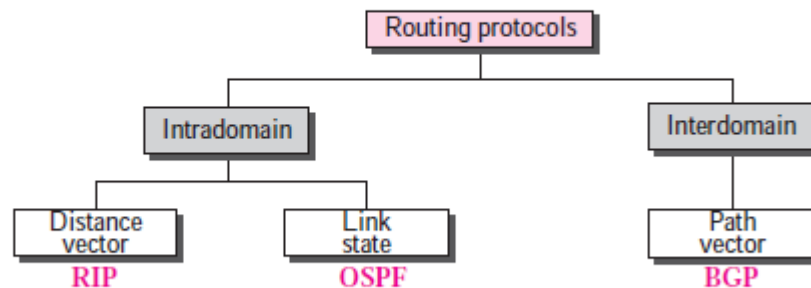 Routing protocols
Intradomain
Interdomain
Distance
vector
Link
state
Path
vector
RIP
OSPF
BGP